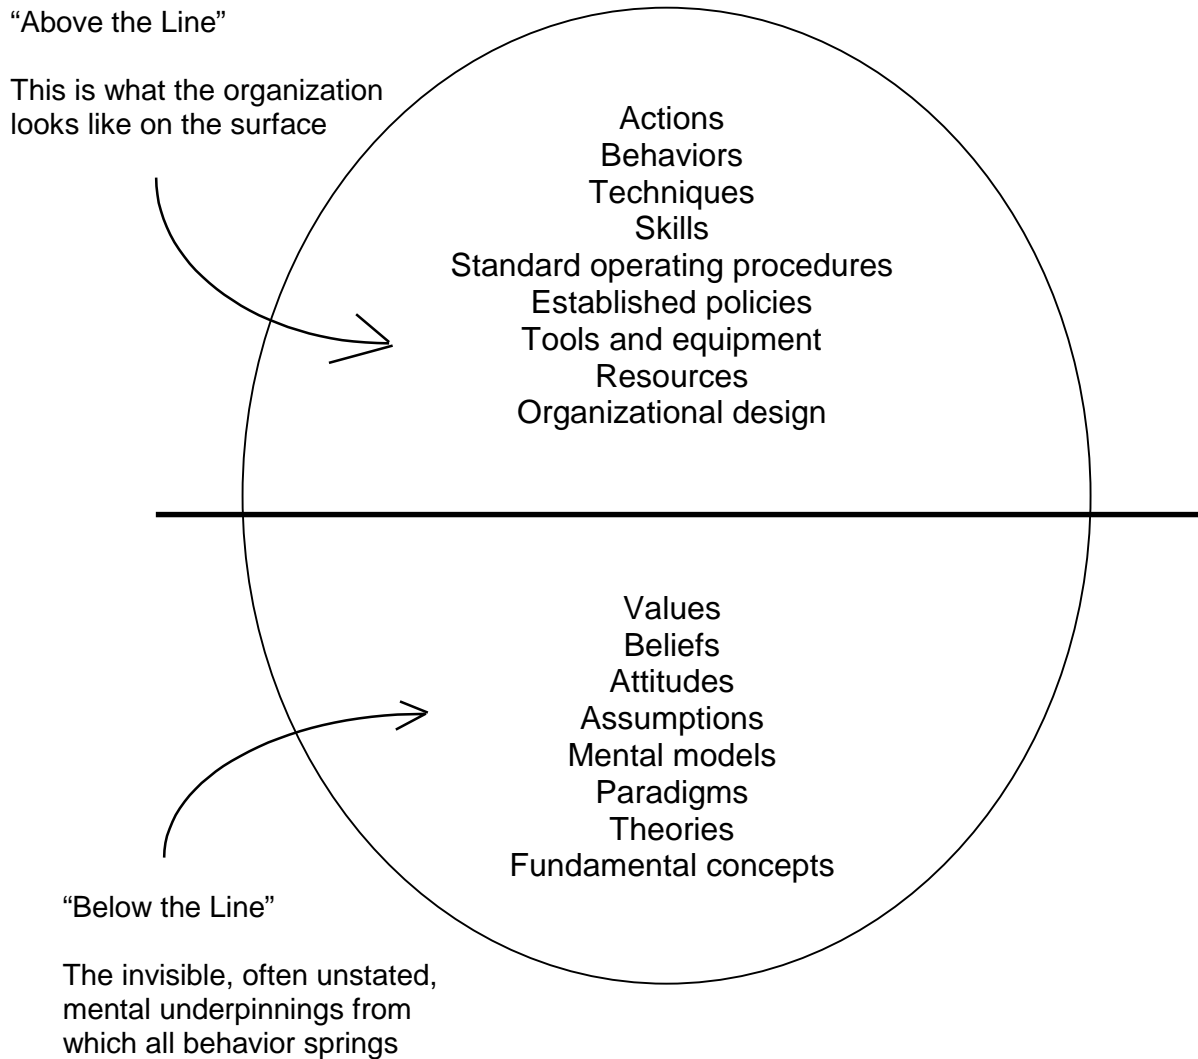 “Above the Line”
This is what the organization
looks like on the surface
Actions
Behaviors
Techniques
Skills
Standard operating procedures
Established policies
Tools and equipment
Resources
Organizational design
Values
Beliefs
Attitudes
Assumptions
Mental models
Paradigms
Theories
Fundamental concepts
“Below the Line”
The invisible, often unstated,
mental underpinnings from
which all behavior springs